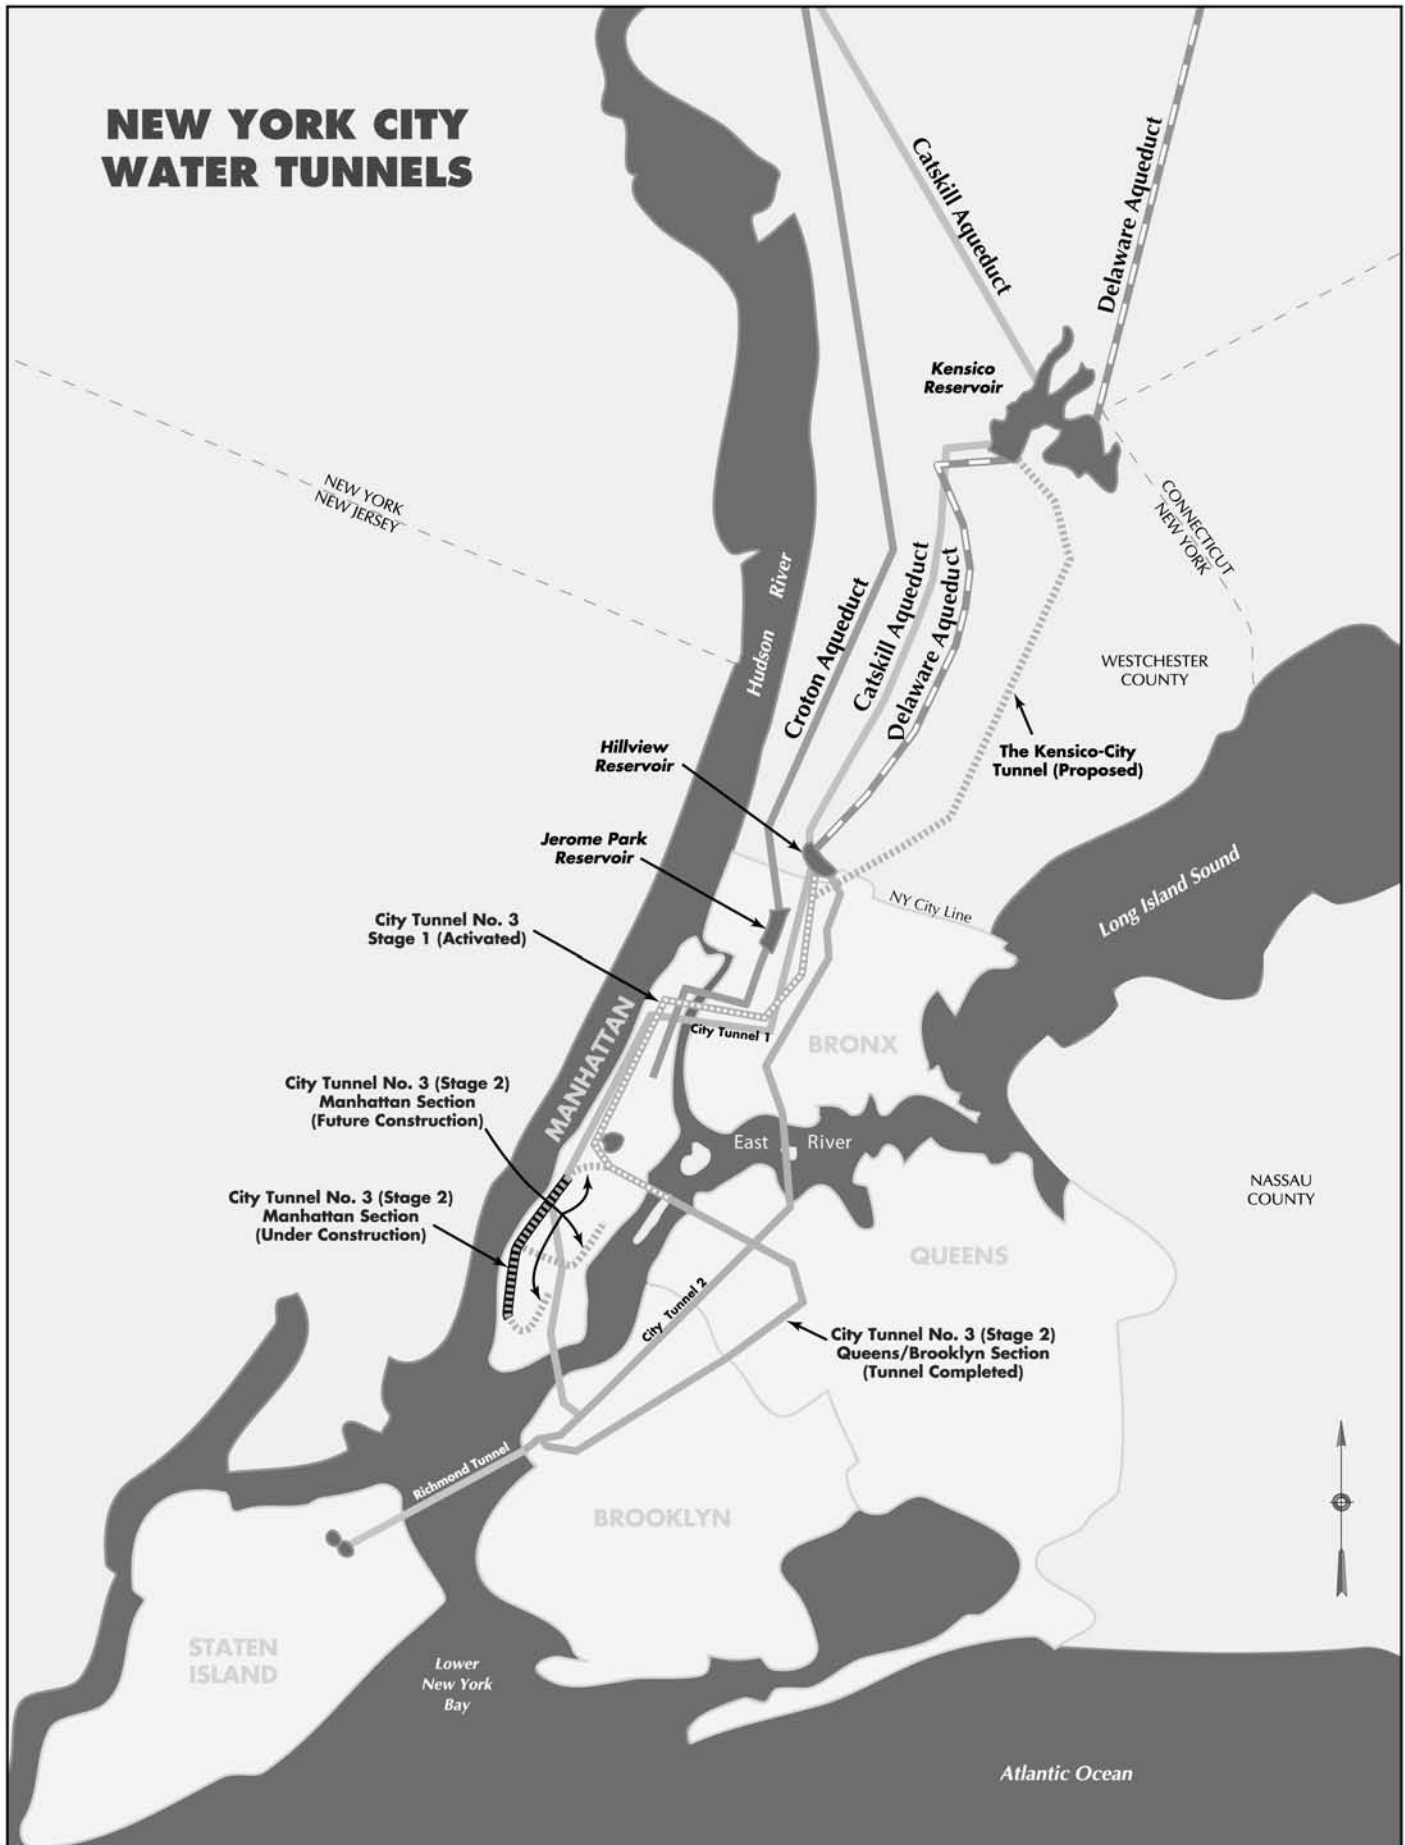 NEW YORK CITY
WATER TUNNELS
Catskill Aqueduct
Delaware Aqueduct
Kensico
Reservoir
NEW YORK
NEW JERSEY
CONNECTICUT
NEW YORK
Hudson River
Croton Aqueduct
Catskill Aqueduct
Delaware Aqueduct
WESTCHESTER
COUNTY
The Kensico-City
Tunnel (Proposed)
Hillview
Reservoir
Jerome Park
Reservoir
Long Island Sound
NY City Line
City Tunnel No. 3
Stage 1 (Activated)
MANHATTAN
City Tunnel 1
BRONX
City Tunnel No. 3 (Stage 2)
Manhattan Section
(Future Construction)
East River
City Tunnel No. 3 (Stage 2)
Manhattan Section
(Under Construction)
NASSAU
COUNTY
QUEENS
City Tunnel 2
City Tunnel No. 3 (Stage 2)
Queens/Brooklyn Section
(Tunnel Completed)
Richmond Tunnel
BROOKLYN
STATEN
ISLAND
Lower
New York
Bay
Atlantic Ocean